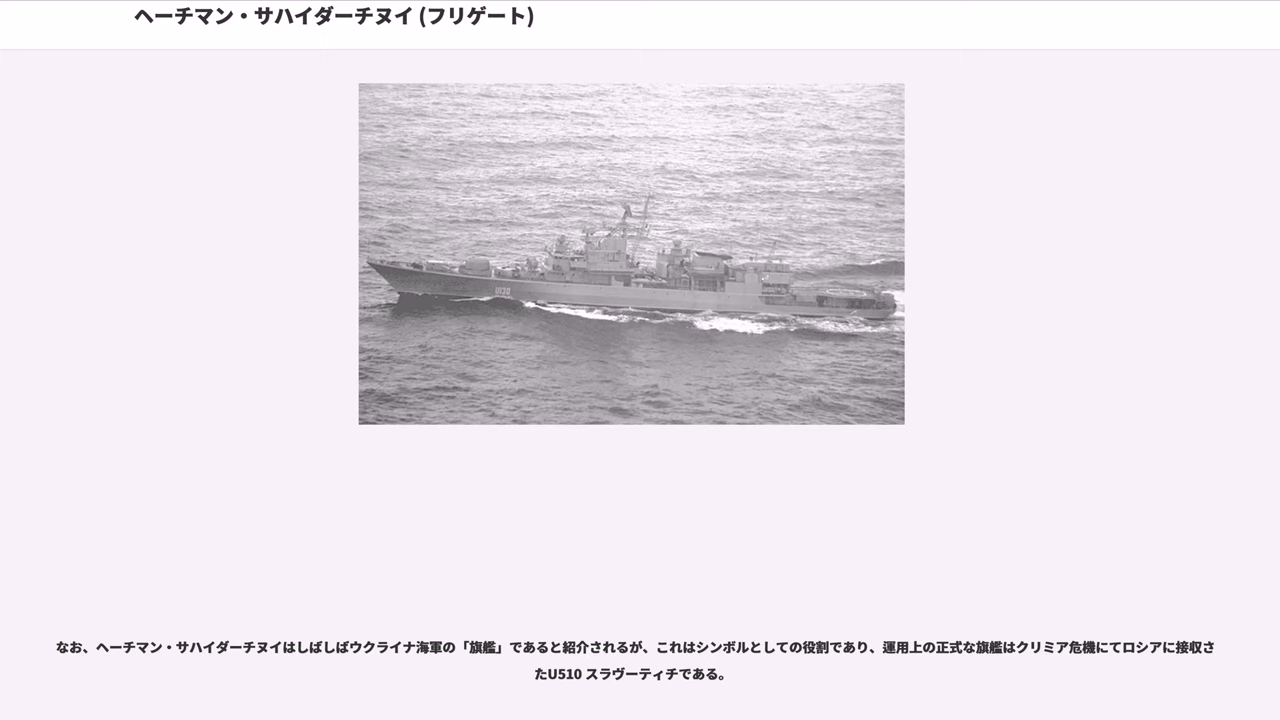 ヘーチマン・サハイダーチヌイ (フリゲート)
U130
なお、ヘーチマン・サハイダーチヌイはしばしばウクライナ海軍の「旗艦」であると紹介されるが、これはシンボルとしての役割であり、運用上の正式な旗艦はクリミア危機にてロシアに接収さ
たU510 スラヴーティチである。